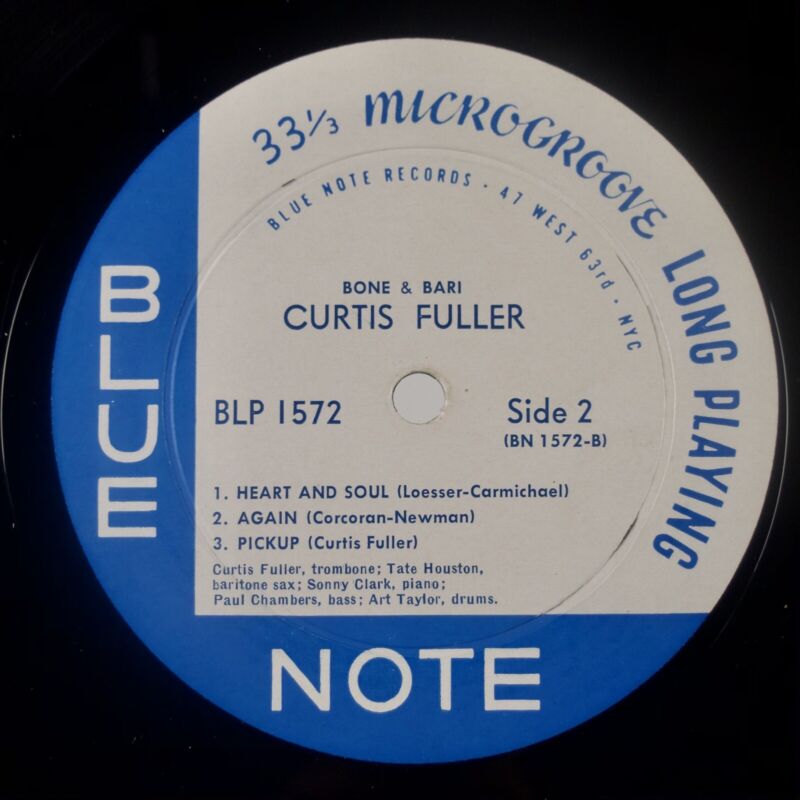 33⅓ MICROGROOVE LONG PLAYING
BLUE NOTE RECORDS · 47 WEST 63rd · NYC
BONE & BARI
CURTIS FULLER
BLP 1572
Side 2
(BN 1572-B)
1. HEART AND SOUL (Loesser-Carmichael)
2. AGAIN (Corcoran-Newman)
3. PICKUP (Curtis Fuller)
Curtis Fuller, trombone; Tate Houston,
baritone sax; Sonny Clark, piano;
Paul Chambers, bass; Art Taylor, drums.
BLUE
NOTE